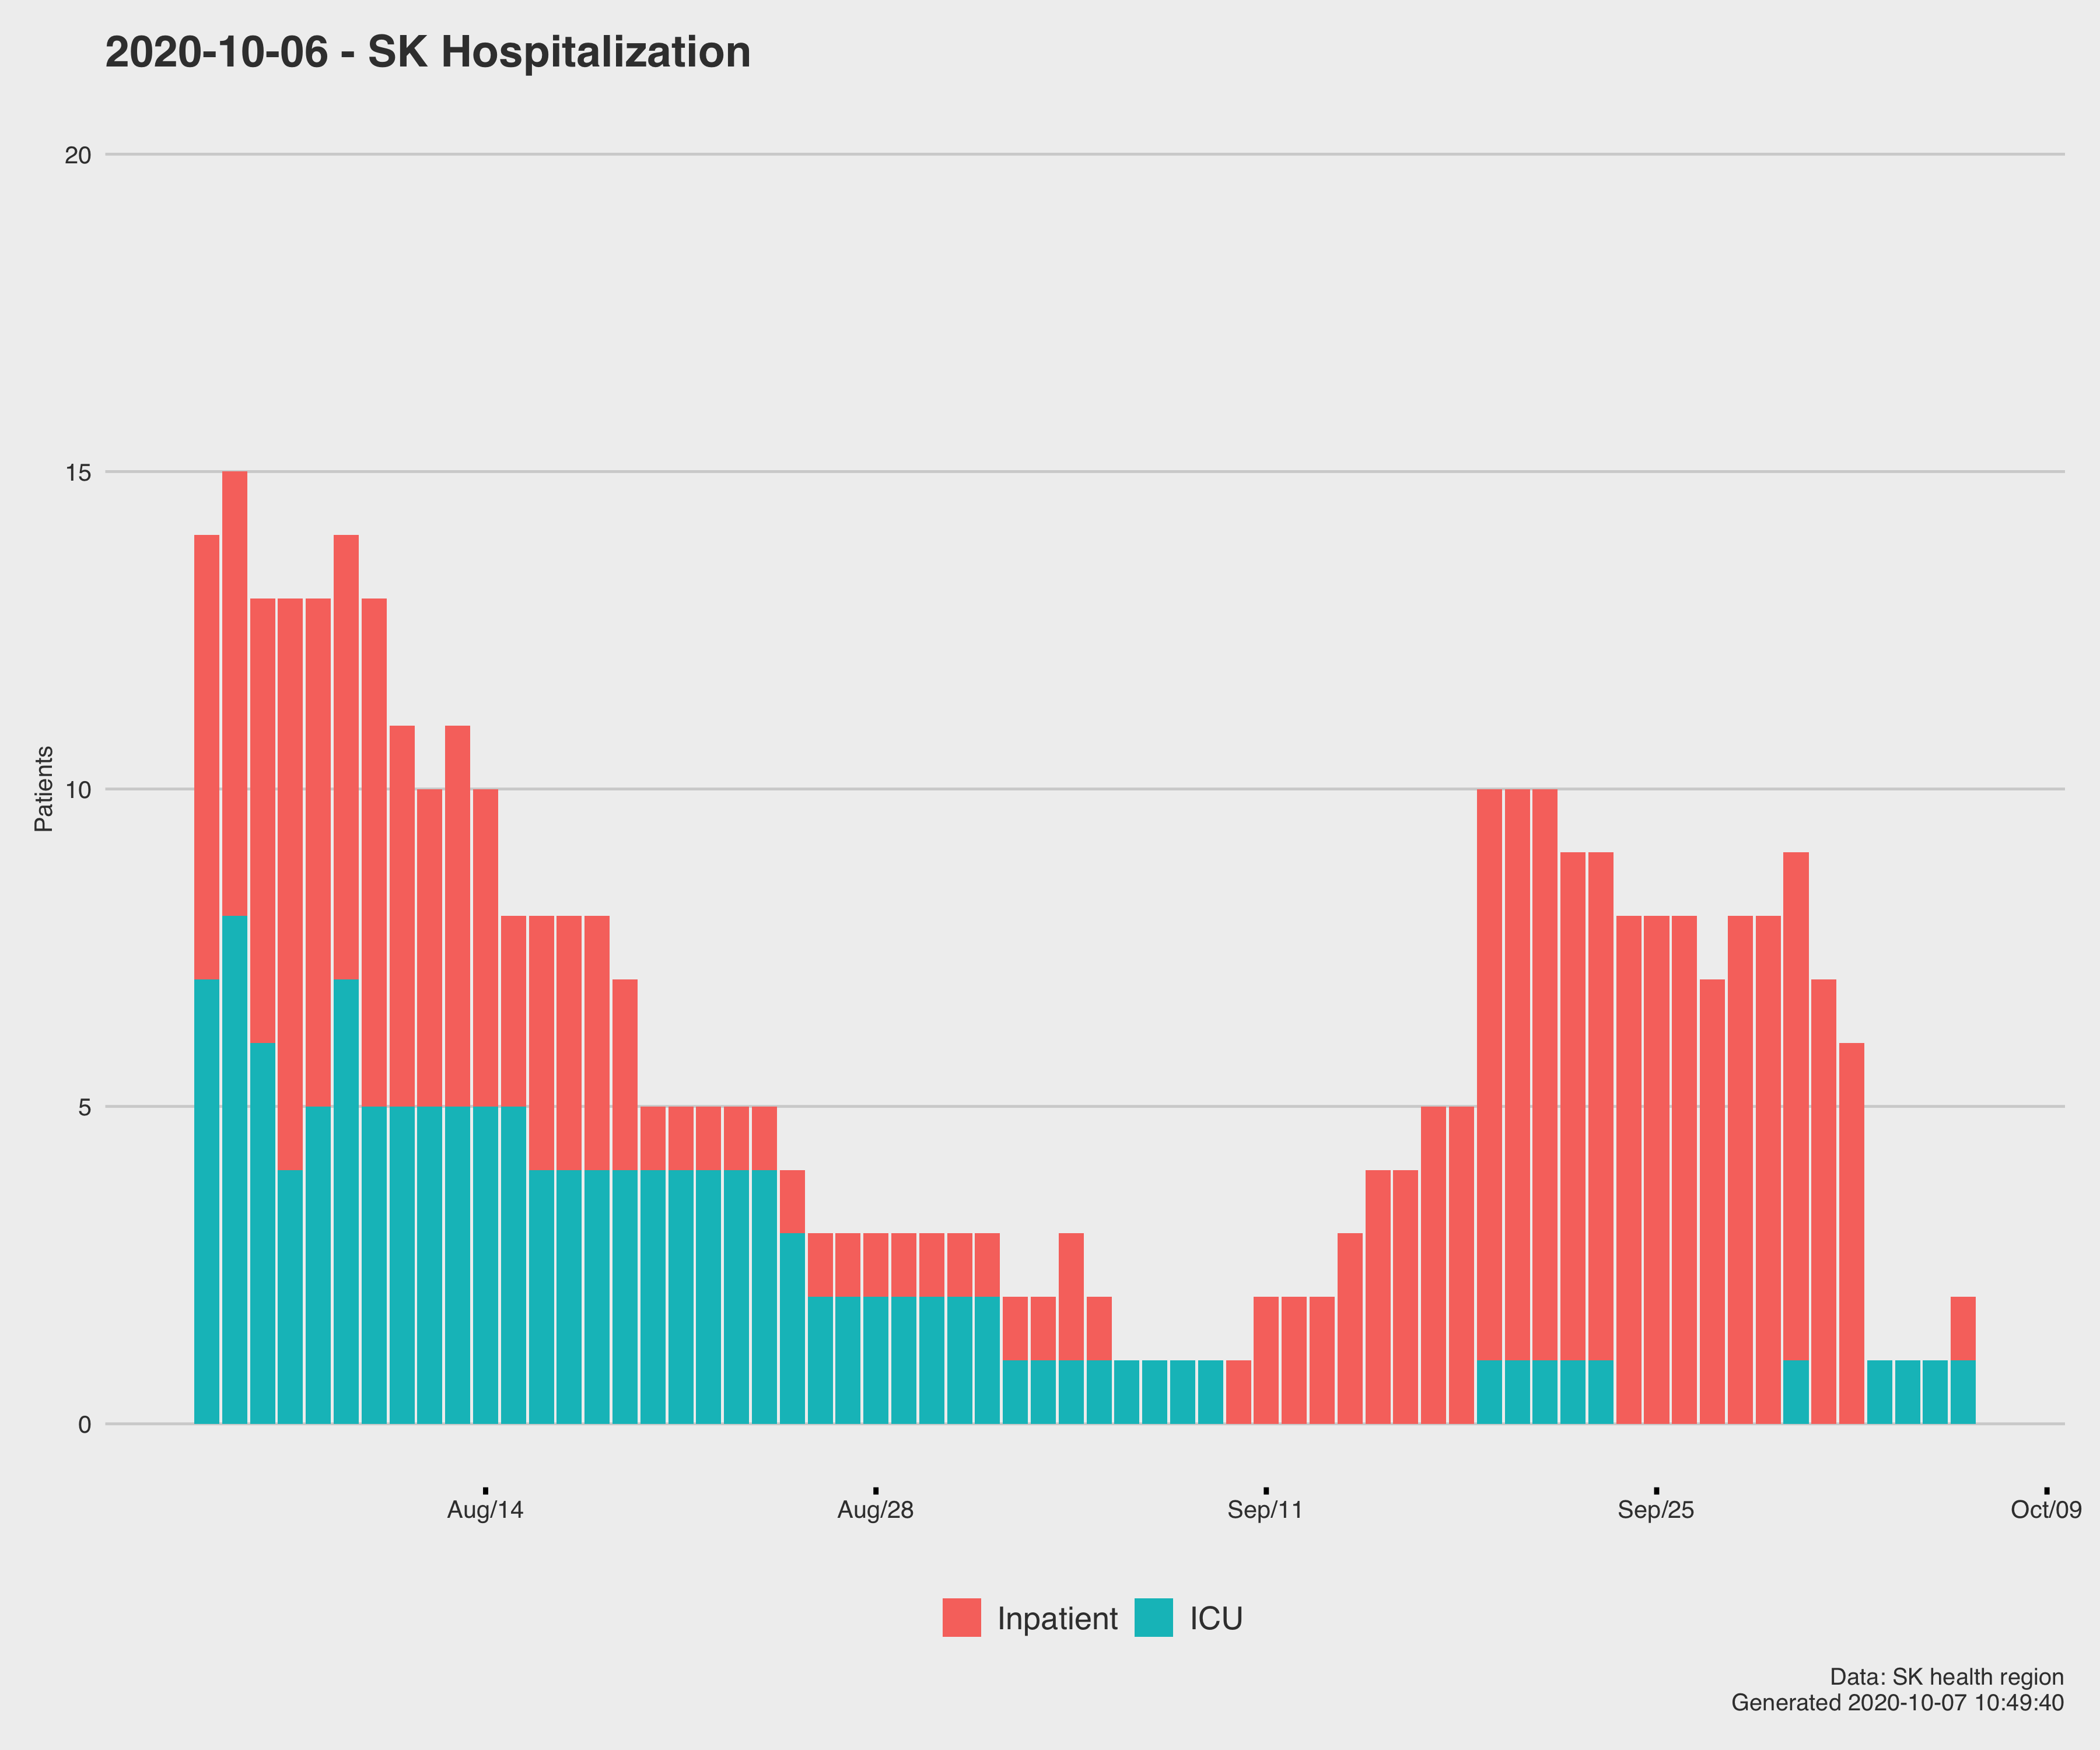 2020-10-06 - SK Hospitalization
20
15
10
5
0
Patients
Aug/14
Aug/28
Sep/11
Sep/25
Oct/09
Inpatient
ICU
Data: SK health region
Generated 2020-10-07 10:49:40